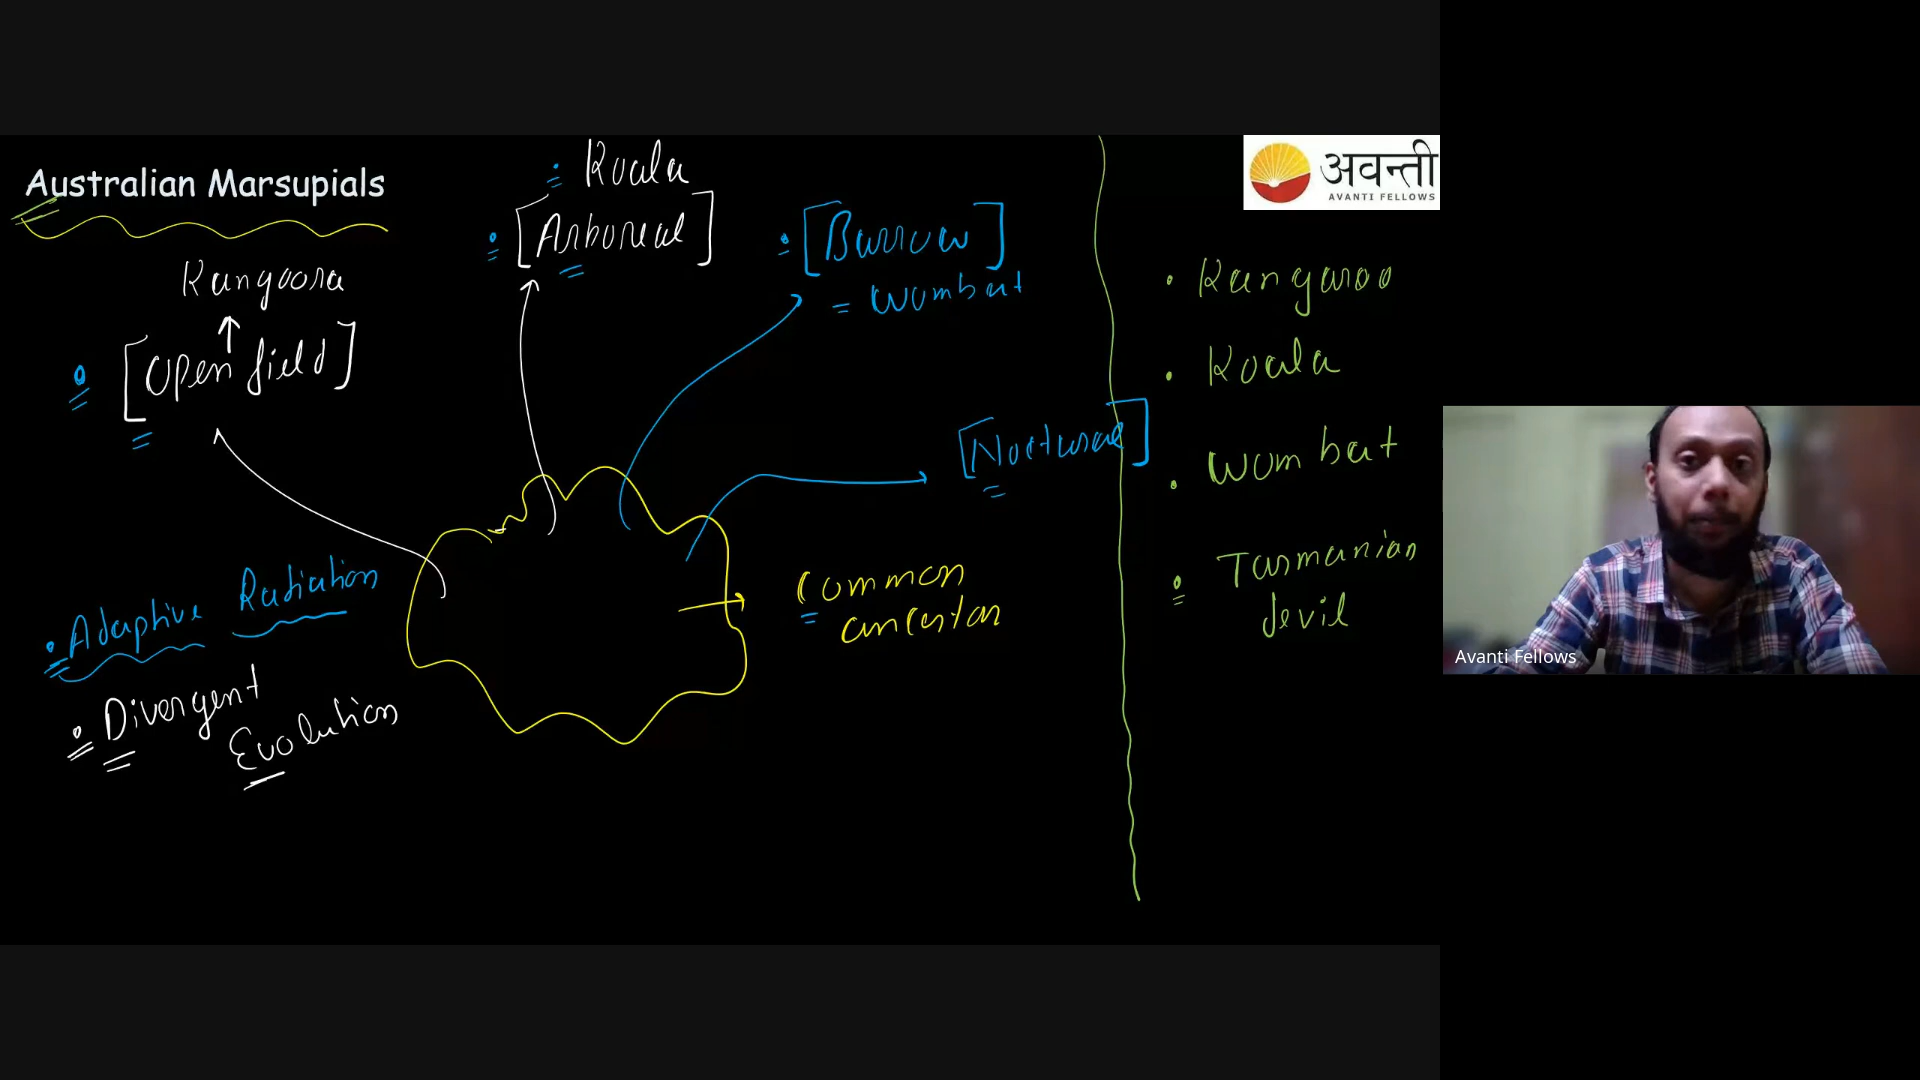 Australian Marsupials
Koala
[Arboreal]
[Burrow]
= Wombat
Kangoora
[Open field]
[Nocturnal]
Common
ancestor
• Adaptive Radiation
• Divergent
Evolution
अवन्ती
AVANTI FELLOWS
• Kangaroo
• Koala
• Wombat
• Tasmanian
devil
Avanti Fellows